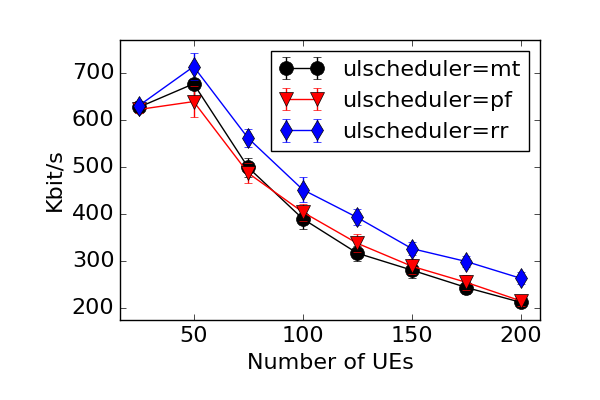 700
600
500
400
300
200
Kbit/s
ulscheduler=mt
ulscheduler=pf
ulscheduler=rr
50 100 150 200
Number of UEs